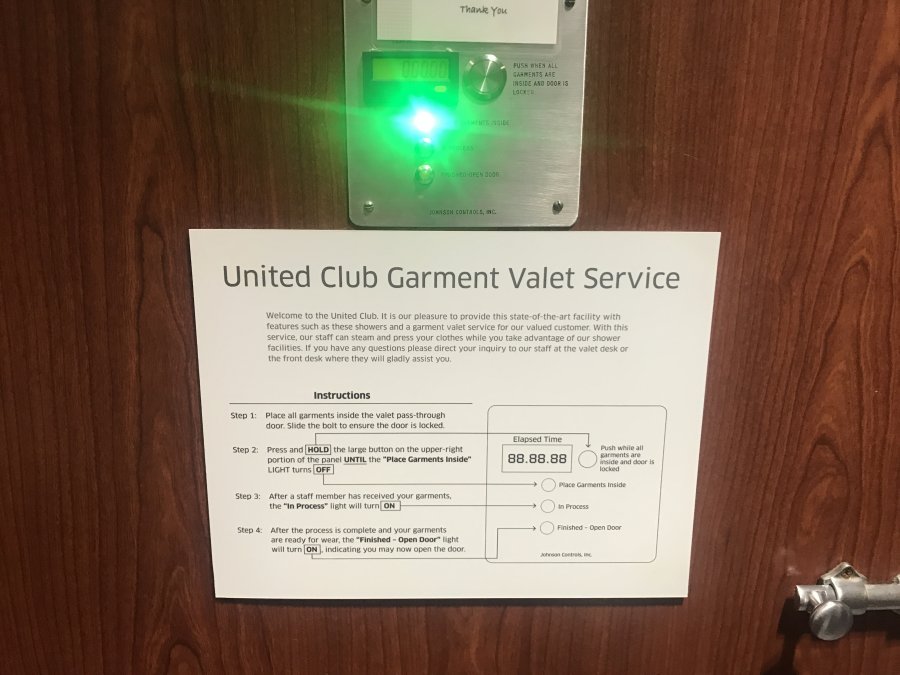 Thank You
00:00.00
PUSH WHEN ALL
GARMENTS ARE
INSIDE AND DOOR IS
LOCKED
INSIDE
FINISHED-OPEN DOOR
JOHNSON CONTROLS, INC.
United Club Garment Valet Service
Welcome to the United Club. It is our pleasure to provide this state-of-the-art facility with
features such as these showers and a garment valet service for our valued customer. With this
service, our staff can steam and press your clothes while you take advantage of our shower
facilities. If you have any questions please direct your inquiry to our staff at the valet desk or
the front desk where they will gladly assist you.
Instructions
Step 1: Place all garments inside the valet pass-through
door. Slide the bolt to ensure the door is locked.
Step 2: Press and HOLD the large button on the upper-right
portion of the panel UNTIL the "Place Garments Inside"
LIGHT turns OFF
Step 3: After a staff member has received your garments,
the "In Process" light will turn ON
Step 4: After the process is complete and your garments
are ready for wear, the "Finished - Open Door" light
will turn ON, indicating you may now open the door.
Elapsed Time
88.88.88
Push while all
garments are
inside and door is
locked
Place Garments Inside
In Process
Finished - Open Door
Johnson Controls, Inc.